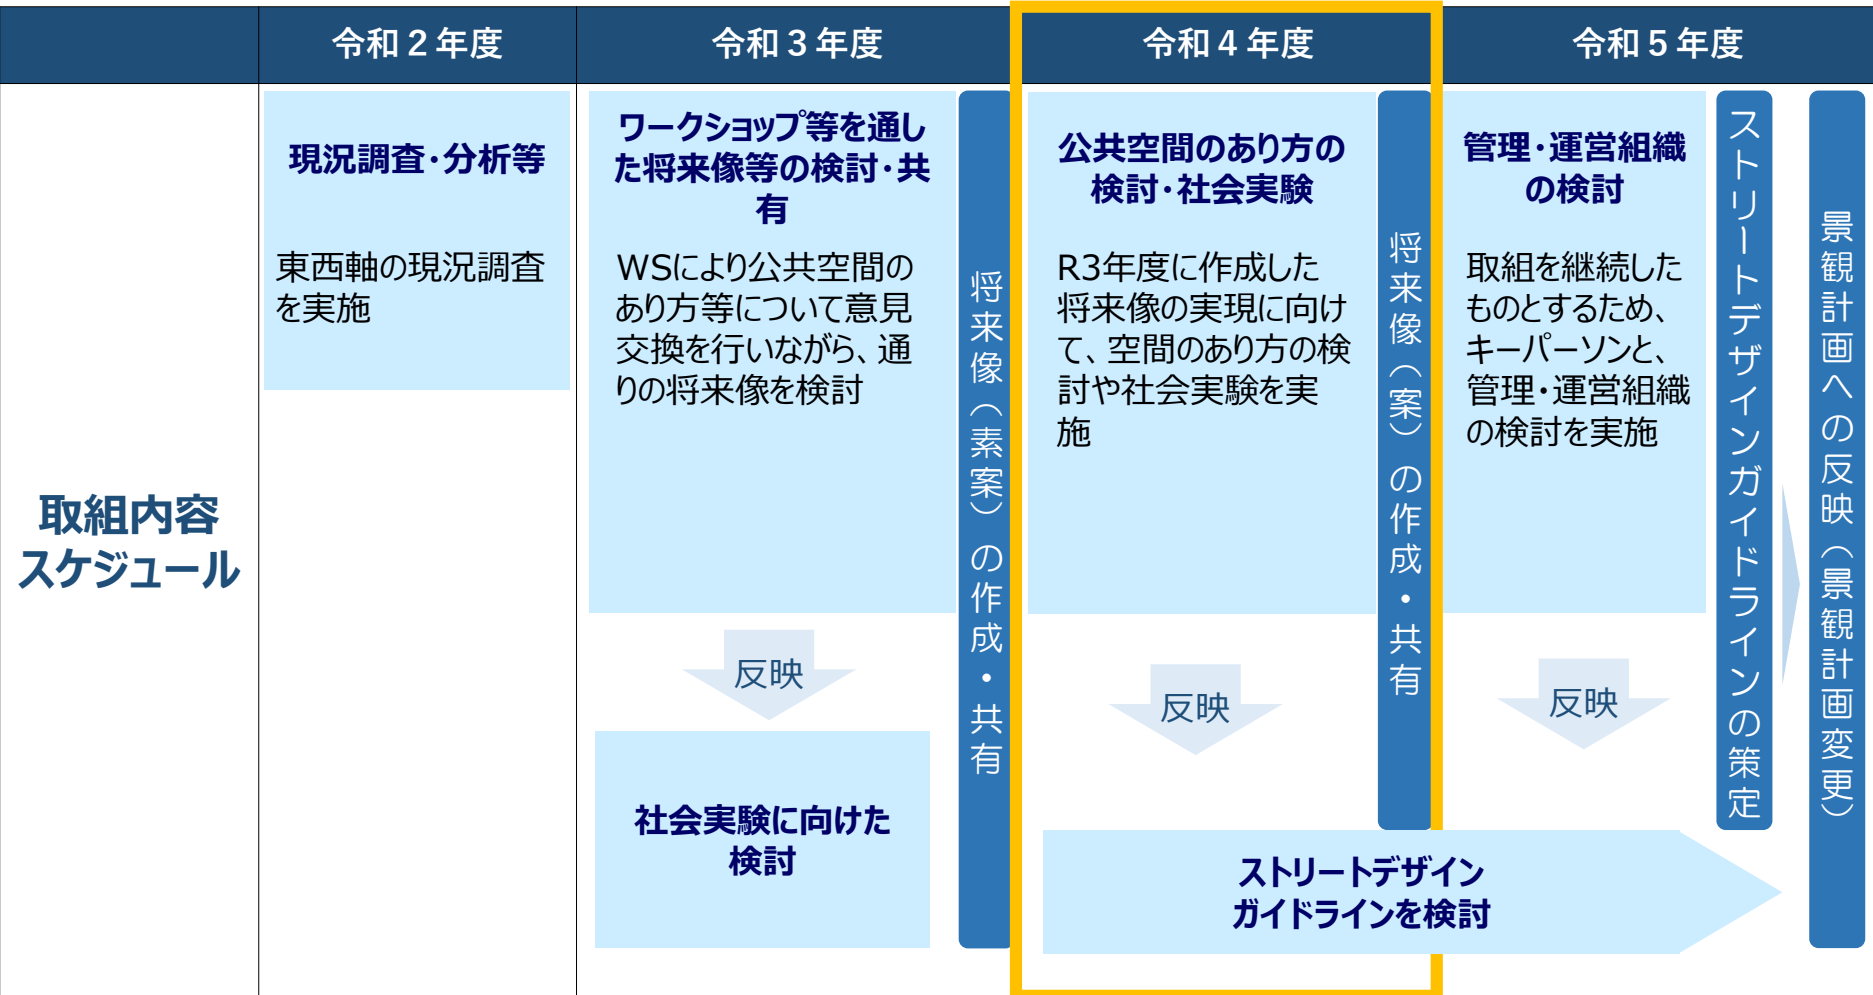 令和２年度
令和３年度
令和４年度
令和５年度
取組内容
スケジュール
現況調査・分析等
東西軸の現況調査
を実施
ワークショップ等を通し
た将来像等の検討・共
有
WSにより公共空間の
あり方等について意見
交換を行いながら、通
りの将来像を検討
反映
社会実験に向けた
検討
将来像（素案）の作成・共有
公共空間のあり方の
検討・社会実験
R3年度に作成した
将来像の実現に向け
て、空間のあり方の検
討や社会実験を実
施
反映
将来像（案）の作成・共有
管理・運営組織
の検討
取組を継続した
ものとするため、
キーパーソンと、
管理・運営組織
の検討を実施
反映
ストリートデザイン
ガイドラインを検討
ストリートデザインガイドラインの策定
景観計画への反映（景観計画変更）